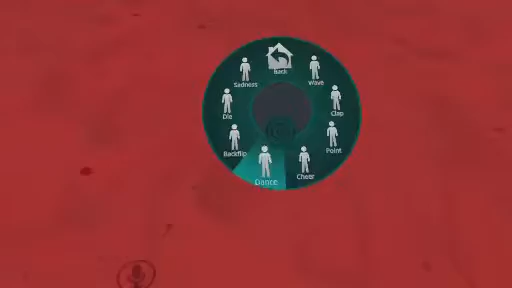 Back
Wave
Clap
Point
Cheer
Dance
Backflip
Die
Sadness